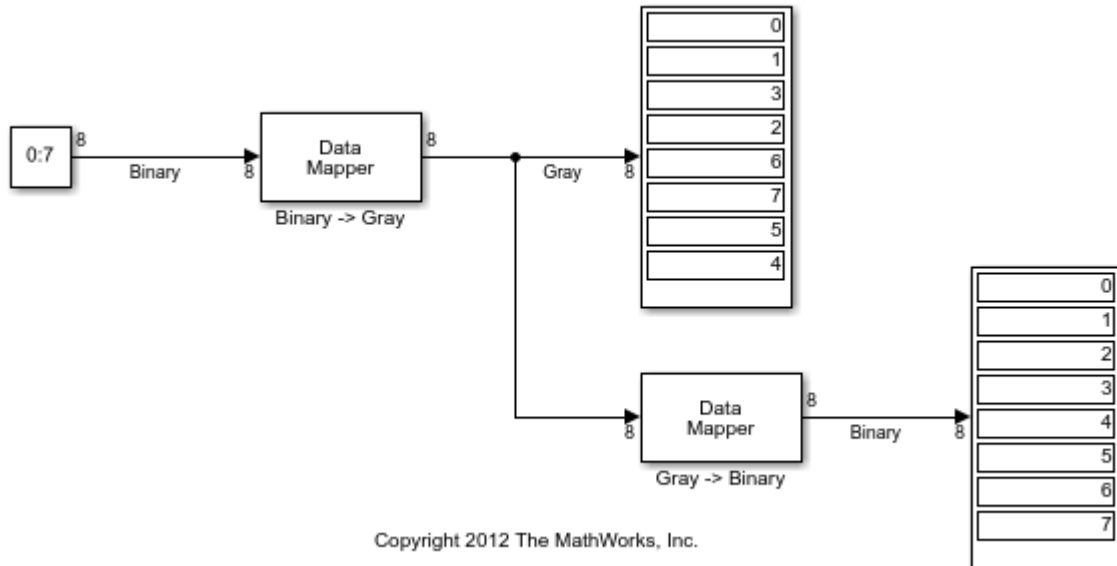 0:7
8
Binary
8
Data
Mapper
Binary -> Gray
8
Gray
8
0
1
3
2
6
7
5
4
8
Data
Mapper
Gray -> Binary
8
Binary
8
0
1
2
3
4
5
6
7
Copyright 2012 The MathWorks, Inc.